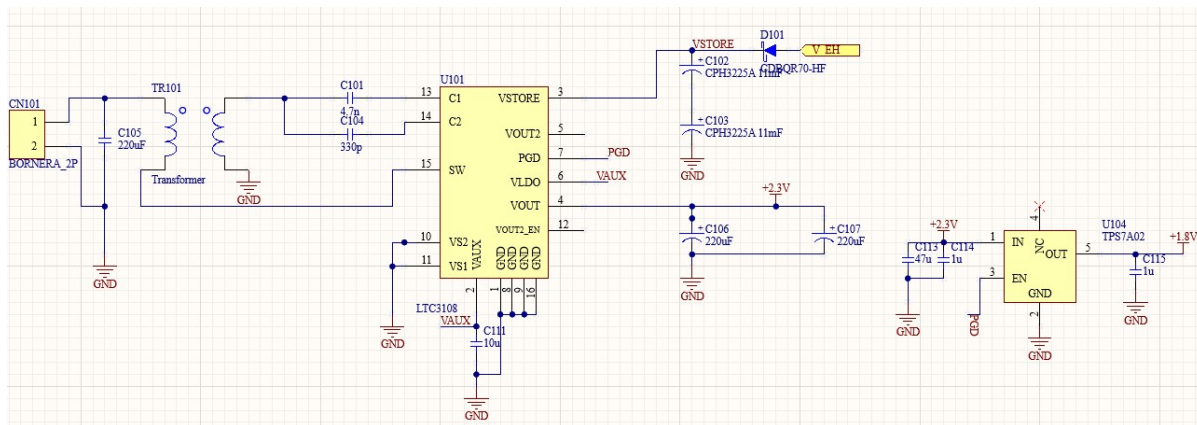 CN101
1
2
BORNERA_2P
C105
220uF
TR101
Transformer
GND
GND
C101
4.7n
C104
330p
U101
13
C1
14
C2
15
SW
10
VS2
11
VS1
VSTORE
3
VOUT2
5
PGD
7
PGD
VLDO
6
VAUX
VOUT
4
VOUT2_EN
12
VAUX
GND
GND
GND
GND
2
1
8
9
16
LTC3108
VAUX
C111
10u
GND
GND
VSTORE
D101
CDBQR70-HF
V_EH
C102
CPH3225A 11mF
C103
CPH3225A 11mF
GND
+2.3V
C106
220uF
C107
220uF
GND
+2.3V
C113
47u
C114
1u
GND
1
IN
3
EN
PGD
4
NC
OUT
5
GND
2
GND
U104
TPS7A02
+1.8V
C115
1u
GND